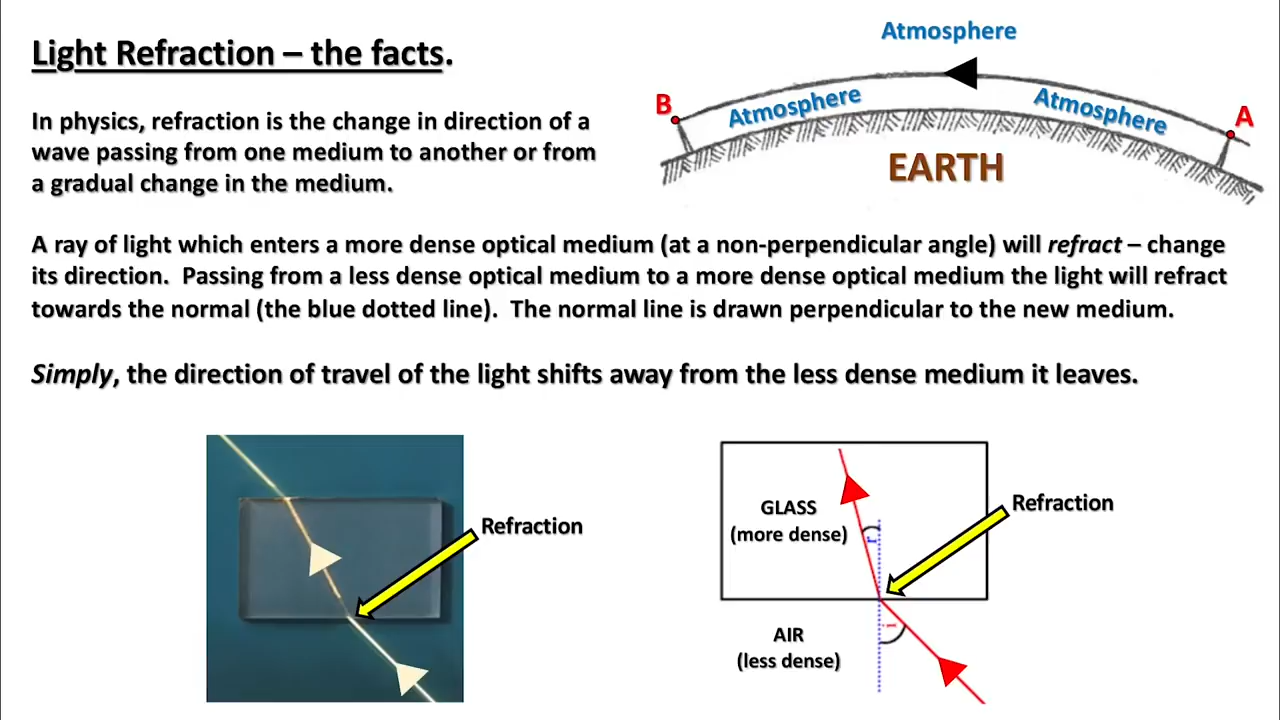 Light Refraction – the facts.
Atmosphere
B
Atmosphere
Atmosphere
A
EARTH
In physics, refraction is the change in direction of a
wave passing from one medium to another or from
a gradual change in the medium.
A ray of light which enters a more dense optical medium (at a non-perpendicular angle) will refract – change
its direction.  Passing from a less dense optical medium to a more dense optical medium the light will refract
towards the normal (the blue dotted line).  The normal line is drawn perpendicular to the new medium.
Simply, the direction of travel of the light shifts away from the less dense medium it leaves.
Refraction
GLASS
(more dense)
r
Refraction
i
AIR
(less dense)